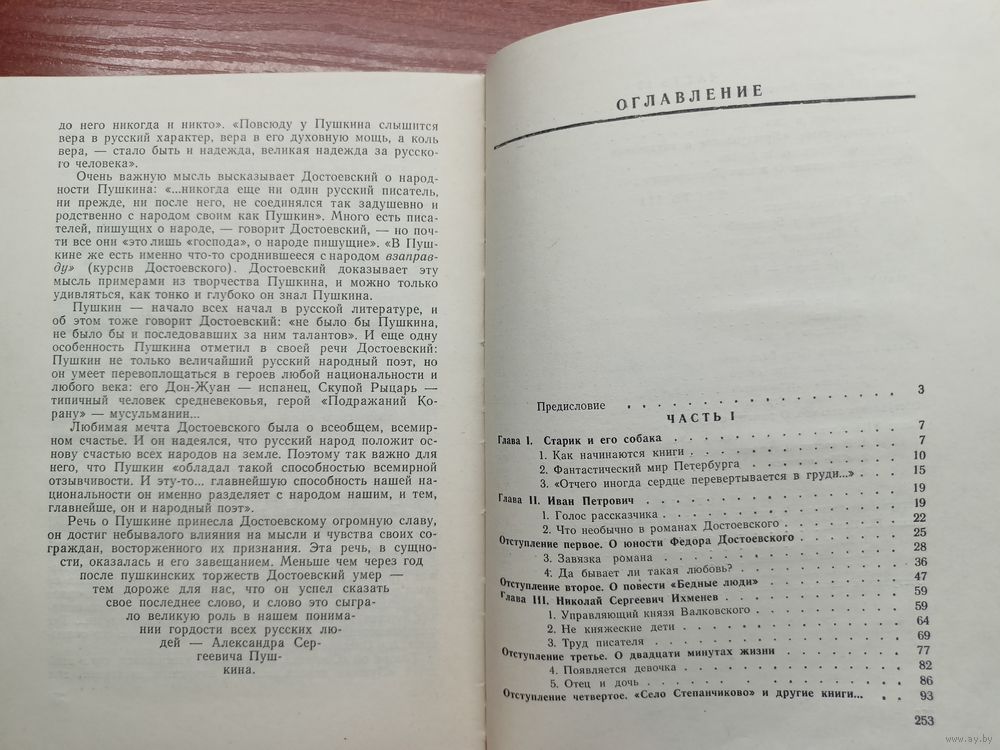 до него никогда и никто». «Повсюду у Пушкина слышится
вера в русский характер, вера в его духовную мощь, а коль
вера, — стало быть и надежда, великая надежда за русско-
го человека».
Очень важную мысль высказывает Достоевский о народ-
ности Пушкина: «...никогда еще ни один русский писатель,
ни прежде, ни после него, не соединялся так задушевно и
родственно с народом своим как Пушкин». Много есть писа-
телей, пишущих о народе, — говорит Достоевский, — но поч-
ти все они «это лишь «господа», о народе пишущие». «В Пуш-
кине же есть именно что-то сроднившееся с народом взаправ-
ду» (курсив Достоевского). Достоевский доказывает эту
мысль примерами из творчества Пушкина, и можно только
удивляться, как тонко и глубоко он знал Пушкина.
Пушкин — начало всех начал в русской литературе, и
об этом тоже говорит Достоевский: «не было бы Пушкина,
не было бы и последовавших за ним талантов». И еще одну
особенность Пушкина отметил в своей речи Достоевский:
Пушкин не только величайший русский народный поэт, но
он умеет перевоплощаться в героев любой национальности и
любого века: его Дон-Жуан — испанец, Скупой Рыцарь —
типичный человек средневековья, герой «Подражаний Ко-
рану» — мусульманин...
Любимая мечта Достоевского была о всеобщем, всемир-
ном счастье. И он надеялся, что русский народ положит осно-
ву счастью всех народов на земле. Поэтому так важно для
него, что Пушкин «обладал такой способностью всемирной
отзывчивости. И эту-то... главнейшую способность нашей на-
циональности он именно разделяет с народом нашим, и тем,
главнейше, он и народный поэт».
Речь о Пушкине принесла Достоевскому огромную славу,
он достиг небывалого влияния на мысли и чувства своих со-
граждан, восторженного их признания. Эта речь, в сущно-
сти, оказалась и его завещанием. Меньше чем через год
после пушкинских торжеств Достоевский умер —
тем дороже для нас, что он успел сказать
свое последнее слово, и слово это сыгра-
ло великую роль в нашем понима-
нии гордости всех русских лю-
дей — Александра Сер-
геевича Пуш-
кина.
ОГЛАВЛЕНИЕ
Предисловие . . . . . . . . . . . . . 3
ЧАСТЬ I
Глава I. Старик и его собака . . . . . . . . . . . 7
1. Как начинаются книги . . . . . . . . . . 7
2. Фантастический мир Петербурга . . . . . . . . 10
3. «Отчего иногда сердце перевертывается в груди...» . . . 15
Глава II. Иван Петрович . . . . . . . . . . . . 19
1. Голос рассказчика . . . . . . . . . . . 19
2. Что необычно в романах Достоевского . . . . . . 22
Отступление первое. О юности Федора Достоевского . . . . . 25
3. Завязка романа . . . . . . . . . . . . 28
4. Да бывает ли такая любовь? . . . . . . . . . 36
Отступление второе. О повести «Бедные люди» . . . . . . 47
Глава III. Николай Сергеевич Ихменев . . . . . . . . 59
1. Управляющий князя Валковского . . . . . . . . 59
2. Не княжеские дети . . . . . . . . . . . 64
3. Труд писателя . . . . . . . . . . . . 69
Отступление третье. О двадцати минутах жизни . . . . . . 77
4. Появляется девочка . . . . . . . . . . . 82
5. Отец и дочь . . . . . . . . . . . . . 86
Отступление четвертое. «Село Степанчиково» и другие книги... . . 93
253
www.ay.by